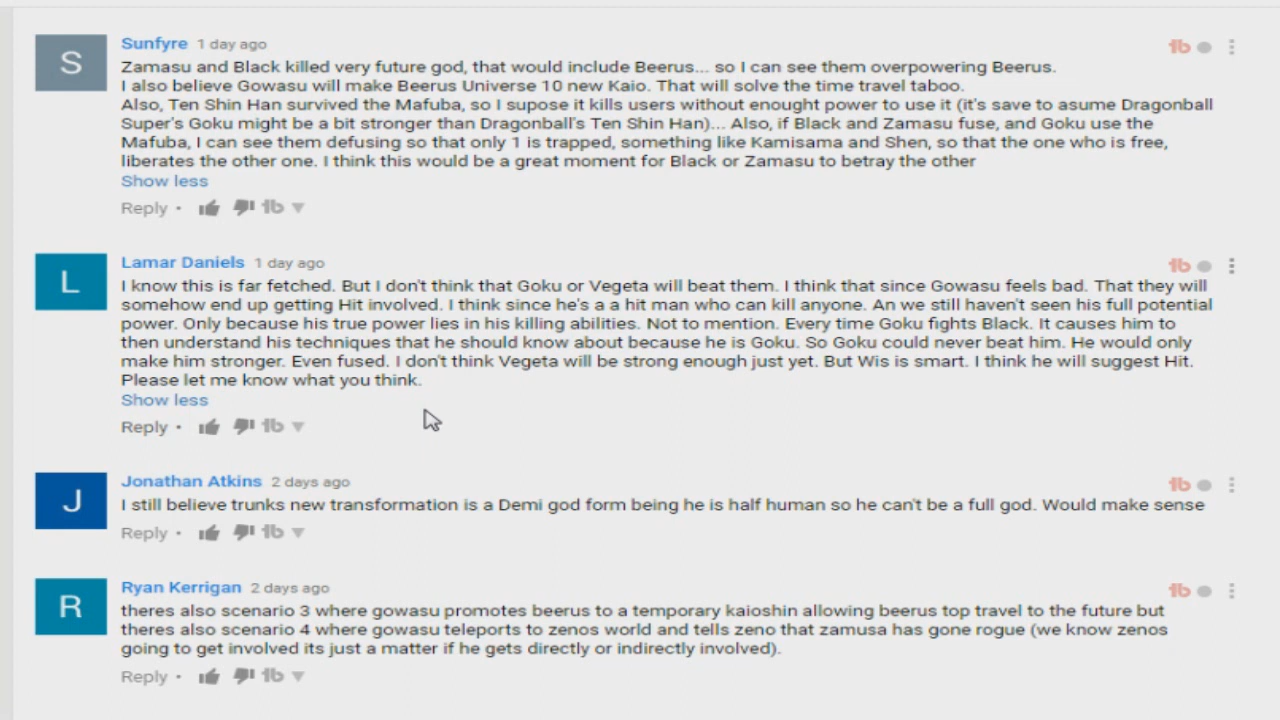 S
Sunfyre 1 day ago
Zamasu and Black killed very future god, that would include Beerus... so I can see them overpowering Beerus.
I also believe Gowasu will make Beerus Universe 10 new Kaio. That will solve the time travel taboo.
Also, Ten Shin Han survived the Mafuba, so I supose it kills users without enought power to use it (it's save to asume Dragonball
Super's Goku might be a bit stronger than Dragonball's Ten Shin Han)... Also, if Black and Zamasu fuse, and Goku use the
Mafuba, I can see them defusing so that only 1 is trapped, something like Kamisama and Shen, so that the one who is free,
liberates the other one. I think this would be a great moment for Black or Zamasu to betray the other
Show less
Reply •
L
Lamar Daniels 1 day ago
I know this is far fetched. But I don't think that Goku or Vegeta will beat them. I think that since Gowasu feels bad. That they will
somehow end up getting Hit involved. I think since he's a a hit man who can kill anyone. An we still haven't seen his full potential
power. Only because his true power lies in his killing abilities. Not to mention. Every time Goku fights Black. It causes him to
then understand his techniques that he should know about because he is Goku. So Goku could never beat him. He would only
make him stronger. Even fused. I don't think Vegeta will be strong enough just yet. But Wis is smart. I think he will suggest Hit.
Please let me know what you think.
Show less
Reply •
J
Jonathan Atkins 2 days ago
I still believe trunks new transformation is a Demi god form being he is half human so he can't be a full god. Would make sense
Reply •
R
Ryan Kerrigan 2 days ago
theres also scenario 3 where gowasu promotes beerus to a temporary kaioshin allowing beerus top travel to the future but
theres also scenario 4 where gowasu teleports to zenos world and tells zeno that zamusa has gone rogue (we know zenos
going to get involved its just a matter if he gets directly or indirectly involved).
Reply •